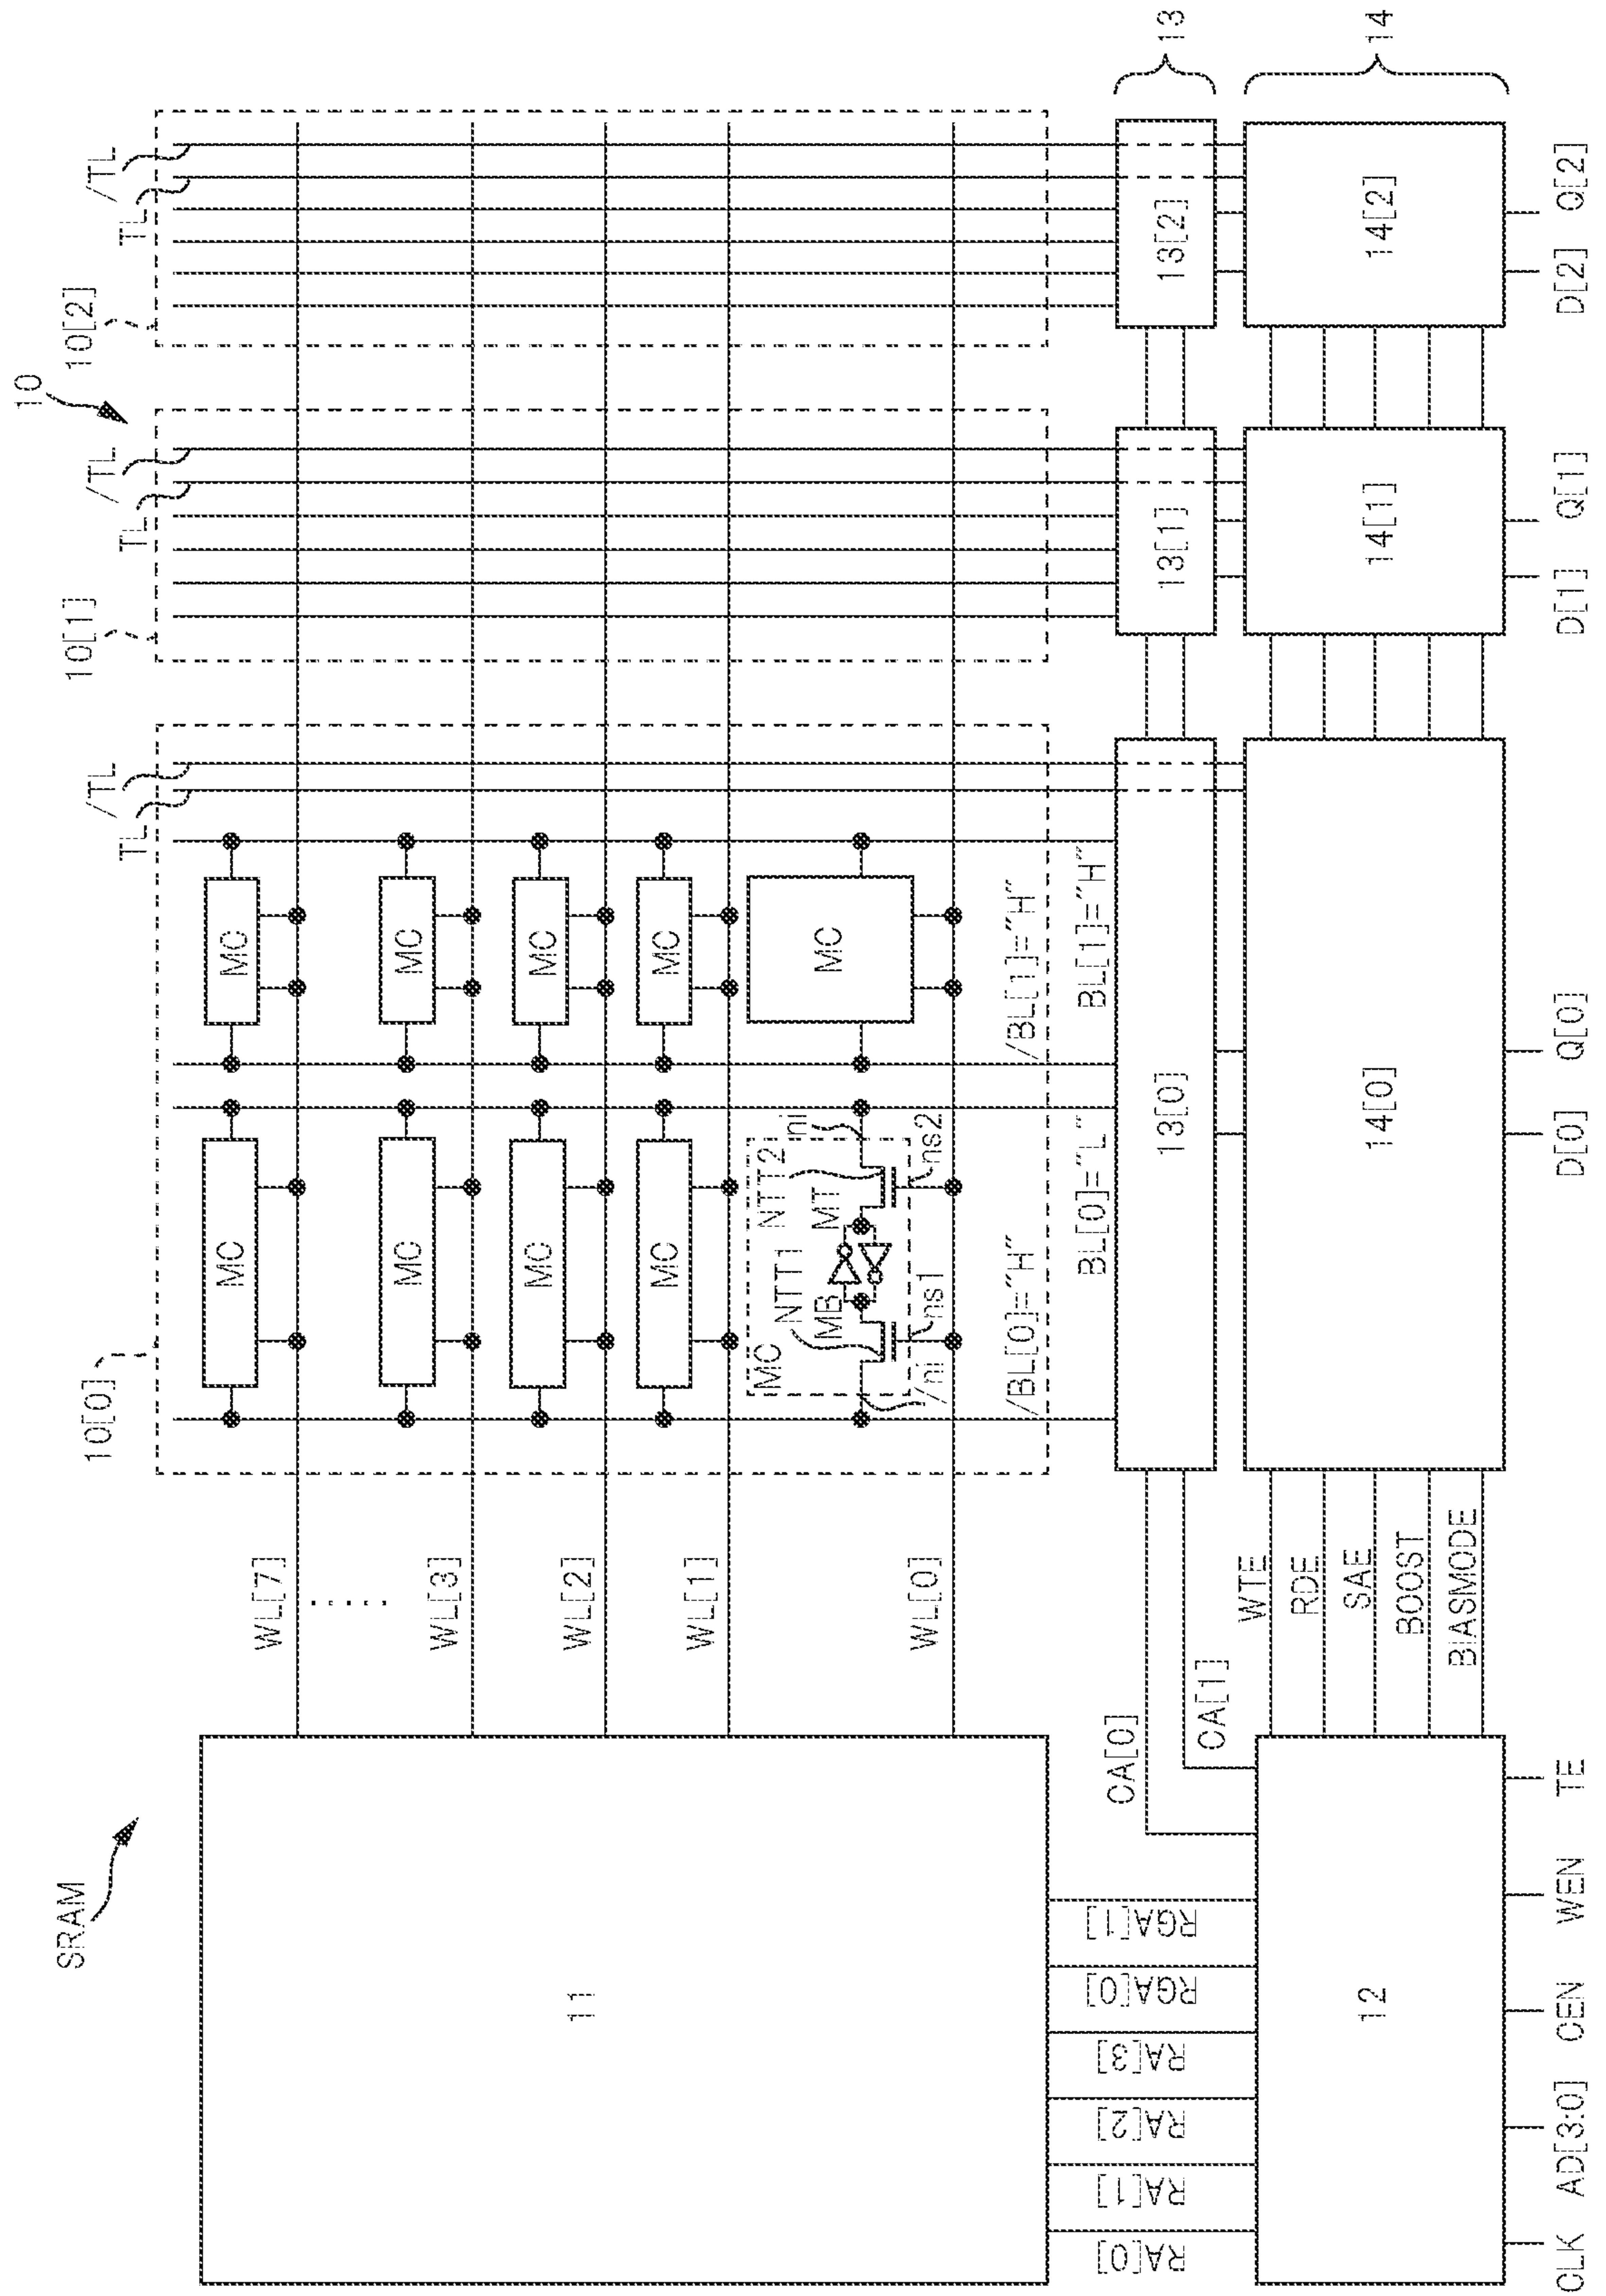 SRAM
10
10[0]
10[1]
10[2]
TL
/TL
TL
/TL
TL
/TL
11
WL[7]
.....
WL[3]
WL[2]
WL[1]
WL[0]
MC
MC
MC
MC
MC
MC
MC
MC
MC
MC
NTT1
NTT2
MB
MT
/ni
ni
ns1
ns2
/BL[0]="H"
BL[0]="L"
/BL[1]="H"
BL[1]="H"
RA[0]
RA[1]
RA[2]
RA[3]
RGA[0]
RGA[1]
CA[0]
CA[1]
13[0]
13[1]
13[2]
13
12
WTE
RDE
SAE
BOOST
BIASMODE
14[0]
14[1]
14[2]
14
CLK
AD[3:0]
CEN
WEN
TE
D[0]
Q[0]
D[1]
Q[1]
D[2]
Q[2]